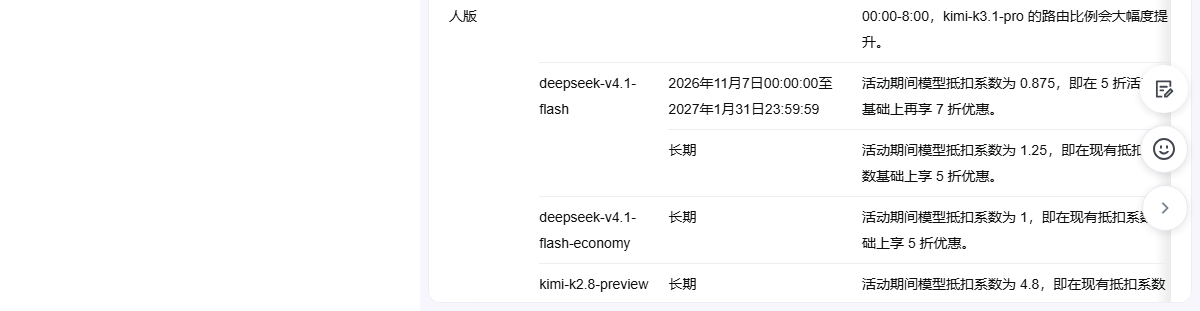 人版
00:00-8:00，kimi-k3.1-pro 的路由比例会大幅度提
升。
deepseek-v4.1-
flash
2026年11月7日00:00:00至
2027年1月31日23:59:59
活动期间模型抵扣系数为 0.875，即在 5 折活
基础上再享 7 折优惠。
长期
活动期间模型抵扣系数为 1.25，即在现有抵扣
数基础上享 5 折优惠。
deepseek-v4.1-
flash-economy
长期
活动期间模型抵扣系数为 1，即在现有抵扣系数
础上享 5 折优惠。
kimi-k2.8-preview
长期
活动期间模型抵扣系数为 4.8，即在现有抵扣系数